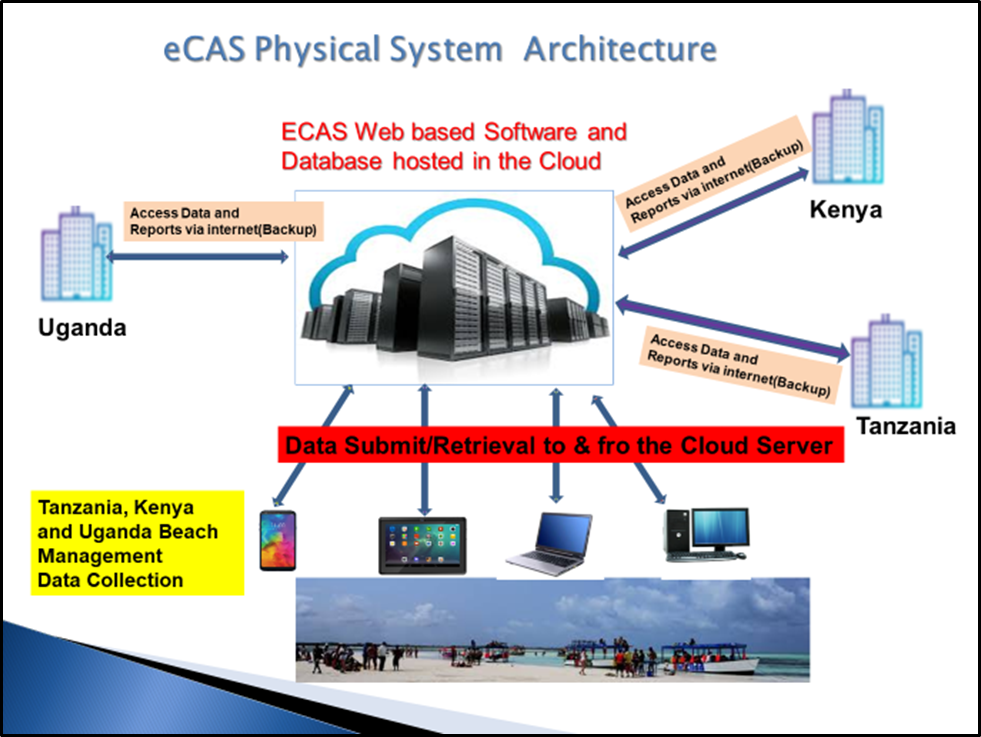 eCAS Physical System Architecture
ECAS Web based Software and
Database hosted in the Cloud
Access Data and
Reports via internet(Backup)
Kenya
Access Data and
Reports via internet(Backup)
Uganda
Access Data and
Reports via internet(Backup)
Tanzania
Data Submit/Retrieval to & fro the Cloud Server
Tanzania, Kenya
and Uganda Beach
Management
Data Collection